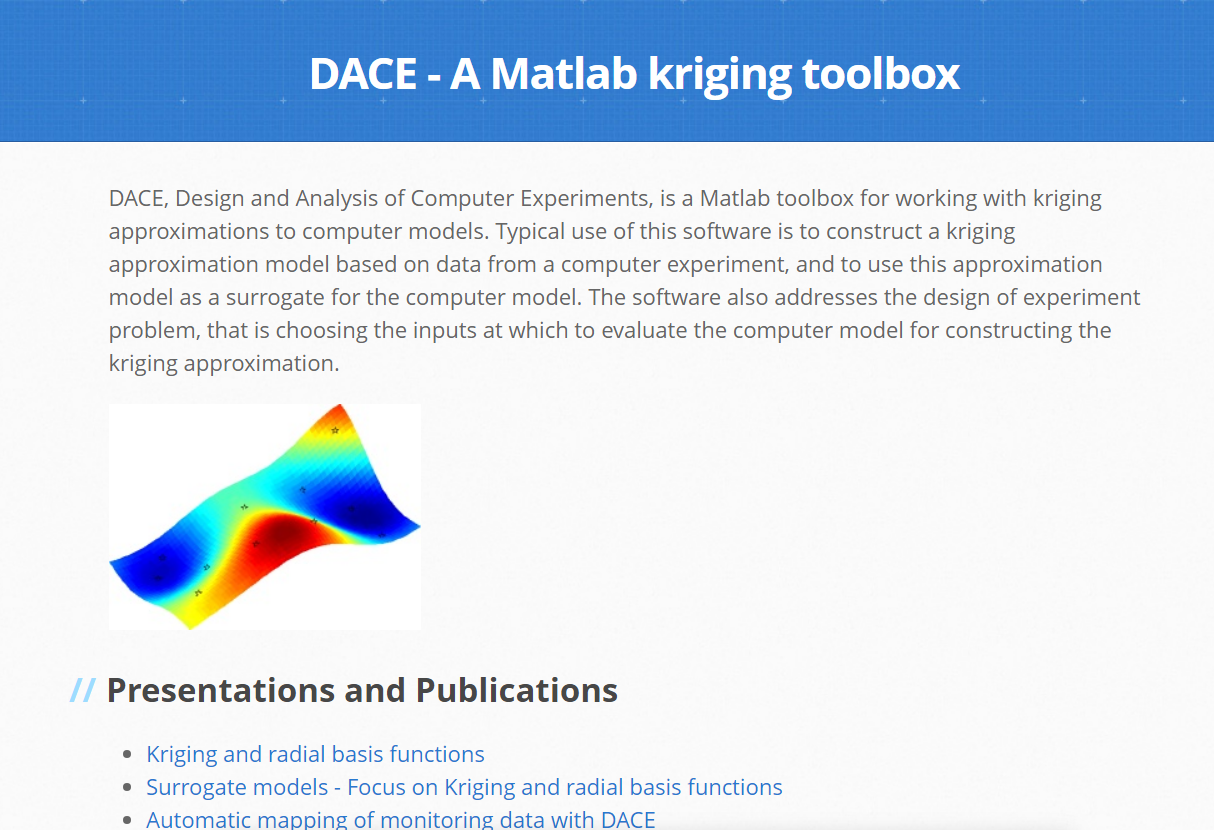 DACE - A Matlab kriging toolbox
DACE, Design and Analysis of Computer Experiments, is a Matlab toolbox for working with kriging
approximations to computer models. Typical use of this software is to construct a kriging
approximation model based on data from a computer experiment, and to use this approximation
model as a surrogate for the computer model. The software also addresses the design of experiment
problem, that is choosing the inputs at which to evaluate the computer model for constructing the
kriging approximation.
// Presentations and Publications
• Kriging and radial basis functions
• Surrogate models - Focus on Kriging and radial basis functions
• Automatic mapping of monitoring data with DACE